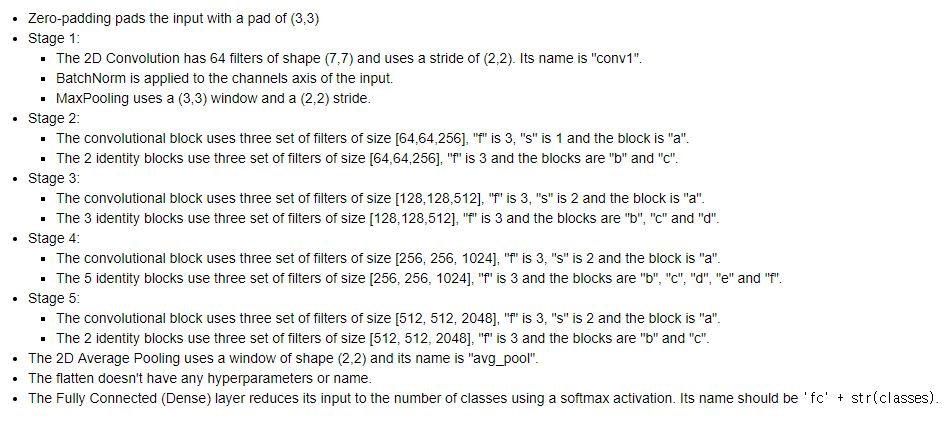 Zero-padding pads the input with a pad of (3,3)
Stage 1:
The 2D Convolution has 64 filters of shape (7,7) and uses a stride of (2,2). Its name is "conv1".
BatchNorm is applied to the channels axis of the input.
MaxPooling uses a (3,3) window and a (2,2) stride.
Stage 2:
The convolutional block uses three set of filters of size [64,64,256], "f" is 3, "s" is 1 and the block is "a".
The 2 identity blocks use three set of filters of size [64,64,256], "f" is 3 and the blocks are "b" and "c".
Stage 3:
The convolutional block uses three set of filters of size [128,128,512], "f" is 3, "s" is 2 and the block is "a".
The 3 identity blocks use three set of filters of size [128,128,512], "f" is 3 and the blocks are "b", "c" and "d".
Stage 4:
The convolutional block uses three set of filters of size [256, 256, 1024], "f" is 3, "s" is 2 and the block is "a".
The 5 identity blocks use three set of filters of size [256, 256, 1024], "f" is 3 and the blocks are "b", "c", "d", "e" and "f".
Stage 5:
The convolutional block uses three set of filters of size [512, 512, 2048], "f" is 3, "s" is 2 and the block is "a".
The 2 identity blocks use three set of filters of size [512, 512, 2048], "f" is 3 and the blocks are "b" and "c".
The 2D Average Pooling uses a window of shape (2,2) and its name is "avg_pool".
The flatten doesn't have any hyperparameters or name.
The Fully Connected (Dense) layer reduces its input to the number of classes using a softmax activation. Its name should be 'fc' + str(classes).